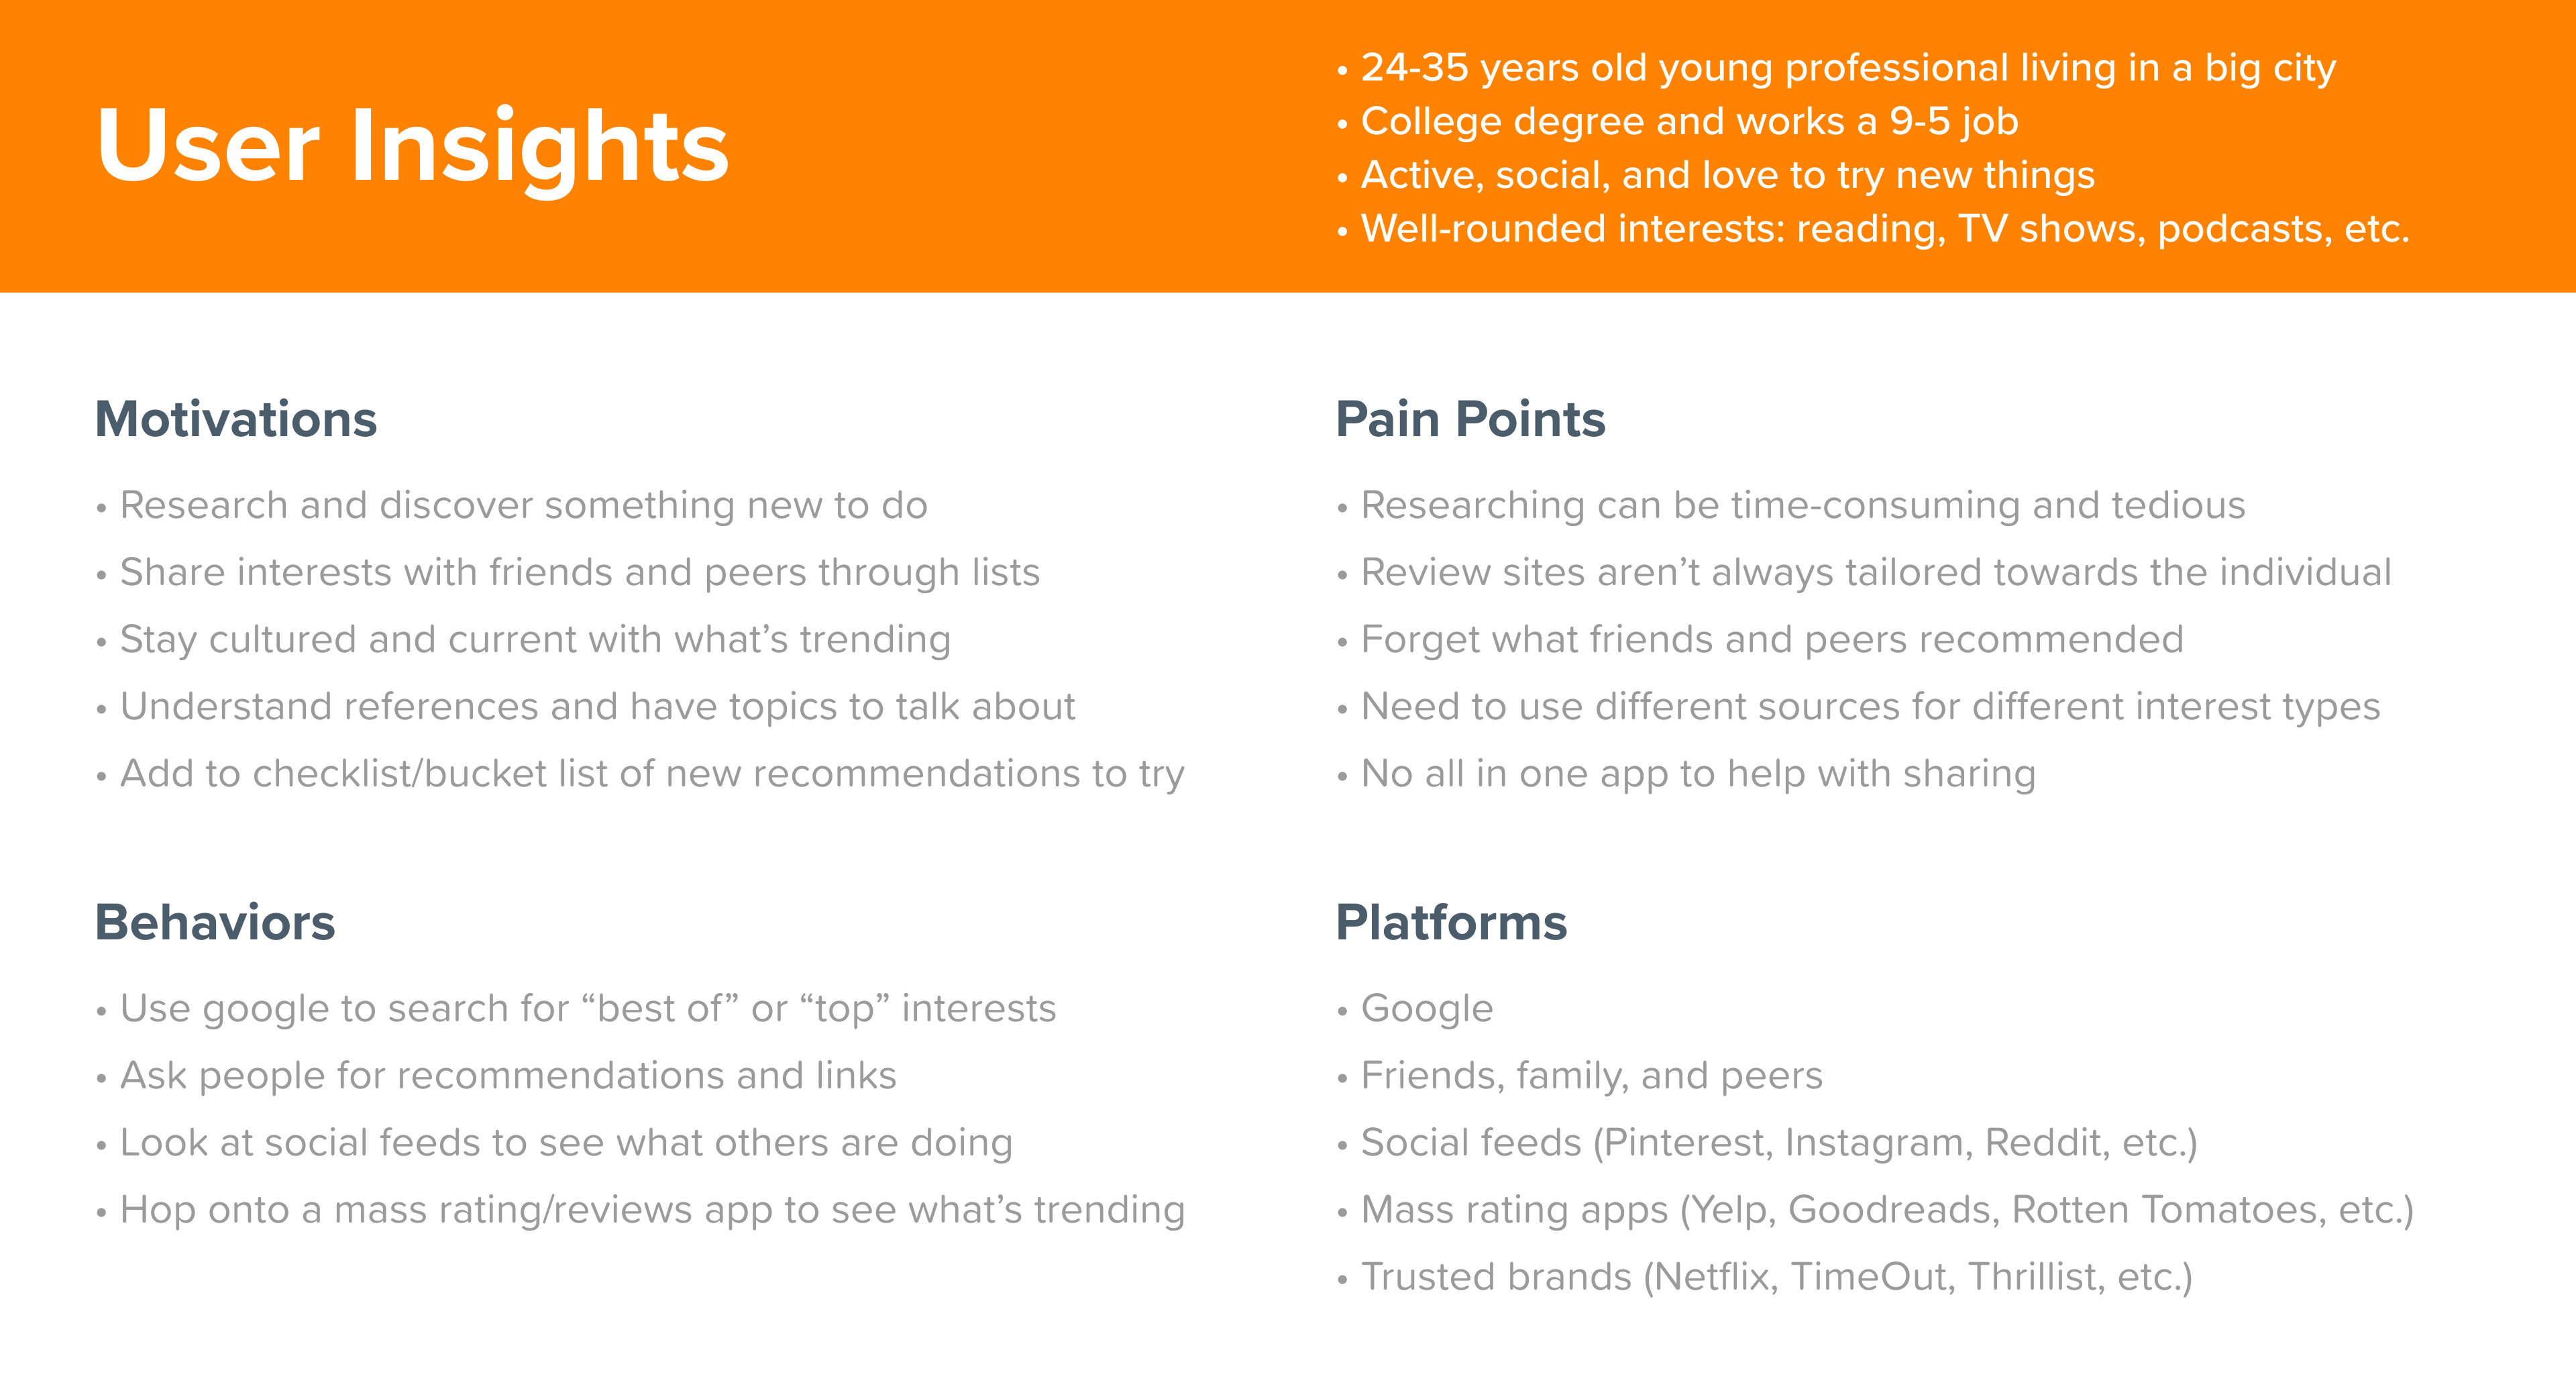 User Insights
• 24-35 years old young professional living in a big city
• College degree and works a 9-5 job
• Active, social, and love to try new things
• Well-rounded interests: reading, TV shows, podcasts, etc.
Motivations
• Research and discover something new to do
• Share interests with friends and peers through lists
• Stay cultured and current with what’s trending
• Understand references and have topics to talk about
• Add to checklist/bucket list of new recommendations to try
Pain Points
• Researching can be time-consuming and tedious
• Review sites aren’t always tailored towards the individual
• Forget what friends and peers recommended
• Need to use different sources for different interest types
• No all in one app to help with sharing
Behaviors
• Use google to search for “best of” or “top” interests
• Ask people for recommendations and links
• Look at social feeds to see what others are doing
• Hop onto a mass rating/reviews app to see what’s trending
Platforms
• Google
• Friends, family, and peers
• Social feeds (Pinterest, Instagram, Reddit, etc.)
• Mass rating apps (Yelp, Goodreads, Rotten Tomatoes, etc.)
• Trusted brands (Netflix, TimeOut, Thrillist, etc.)